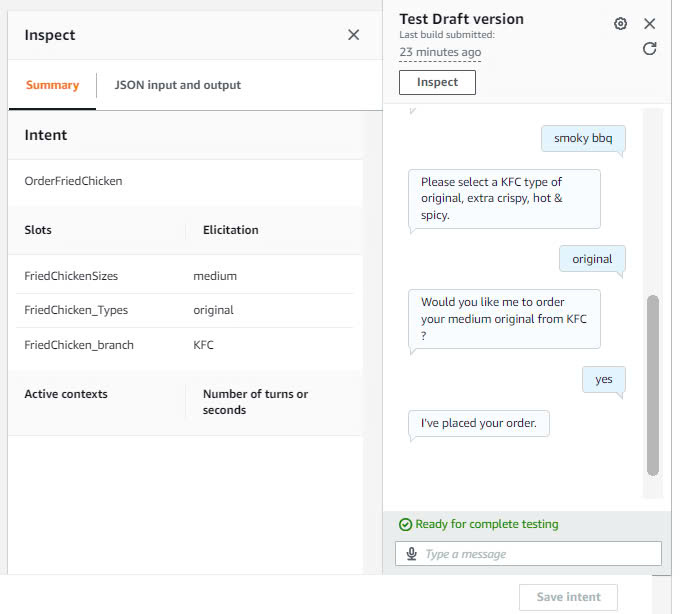 Inspect
Summary
JSON input and output
Intent
OrderFriedChicken
Slots
Elicitation
FriedChickenSizes
medium
FriedChicken_Types
original
FriedChicken_branch
KFC
Active contexts
Number of turns or
seconds
Test Draft version
Last build submitted:
23 minutes ago
Inspect
smoky bbq
Please select a KFC type of
original, extra crispy, hot &
spicy.
original
Would you like me to order
your medium original from KFC
?
yes
I've placed your order.
Ready for complete testing
Type a message
Save intent